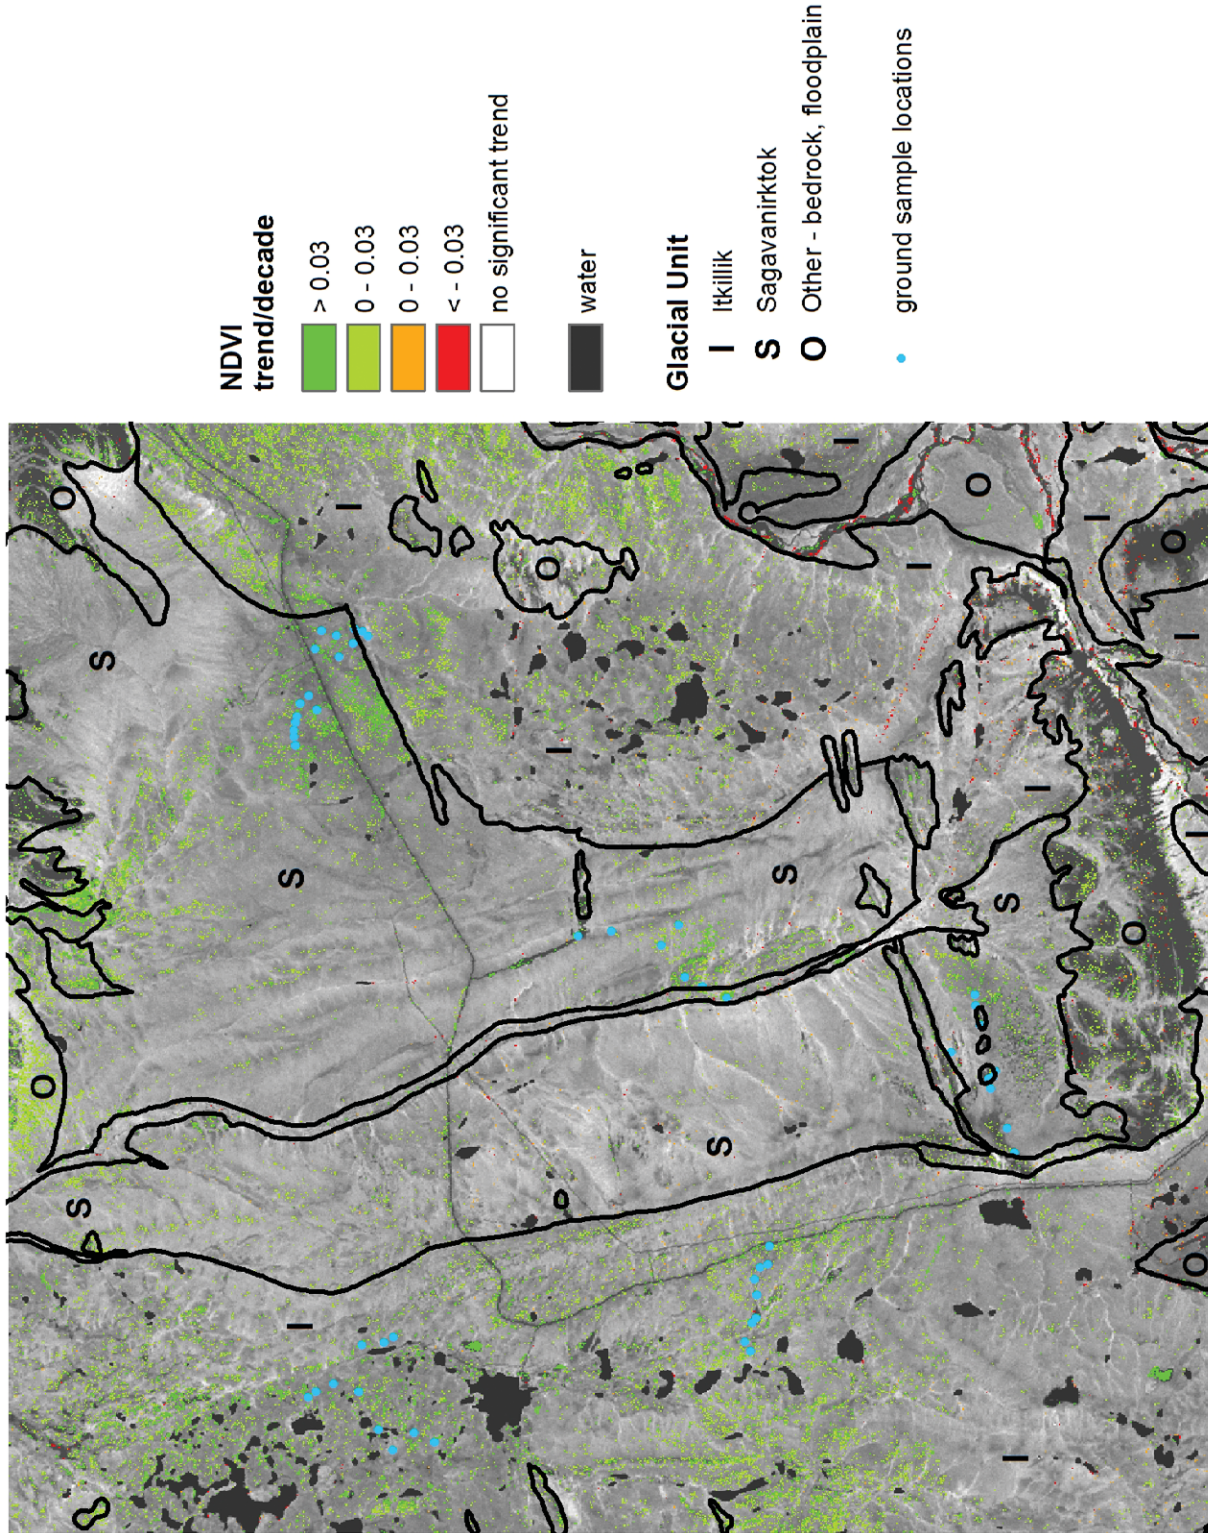 NDVI
trend/decade
> 0.03
0 - 0.03
0 - 0.03
< - 0.03
no significant trend
water
Glacial Unit
I Itkillik
S Sagavanirktok
O Other - bedrock, floodplain
ground sample locations
O
S
I
O
I
I
O
I
I
O
I
S
I
S
I
I
S
O
O
S
S
I
I
O